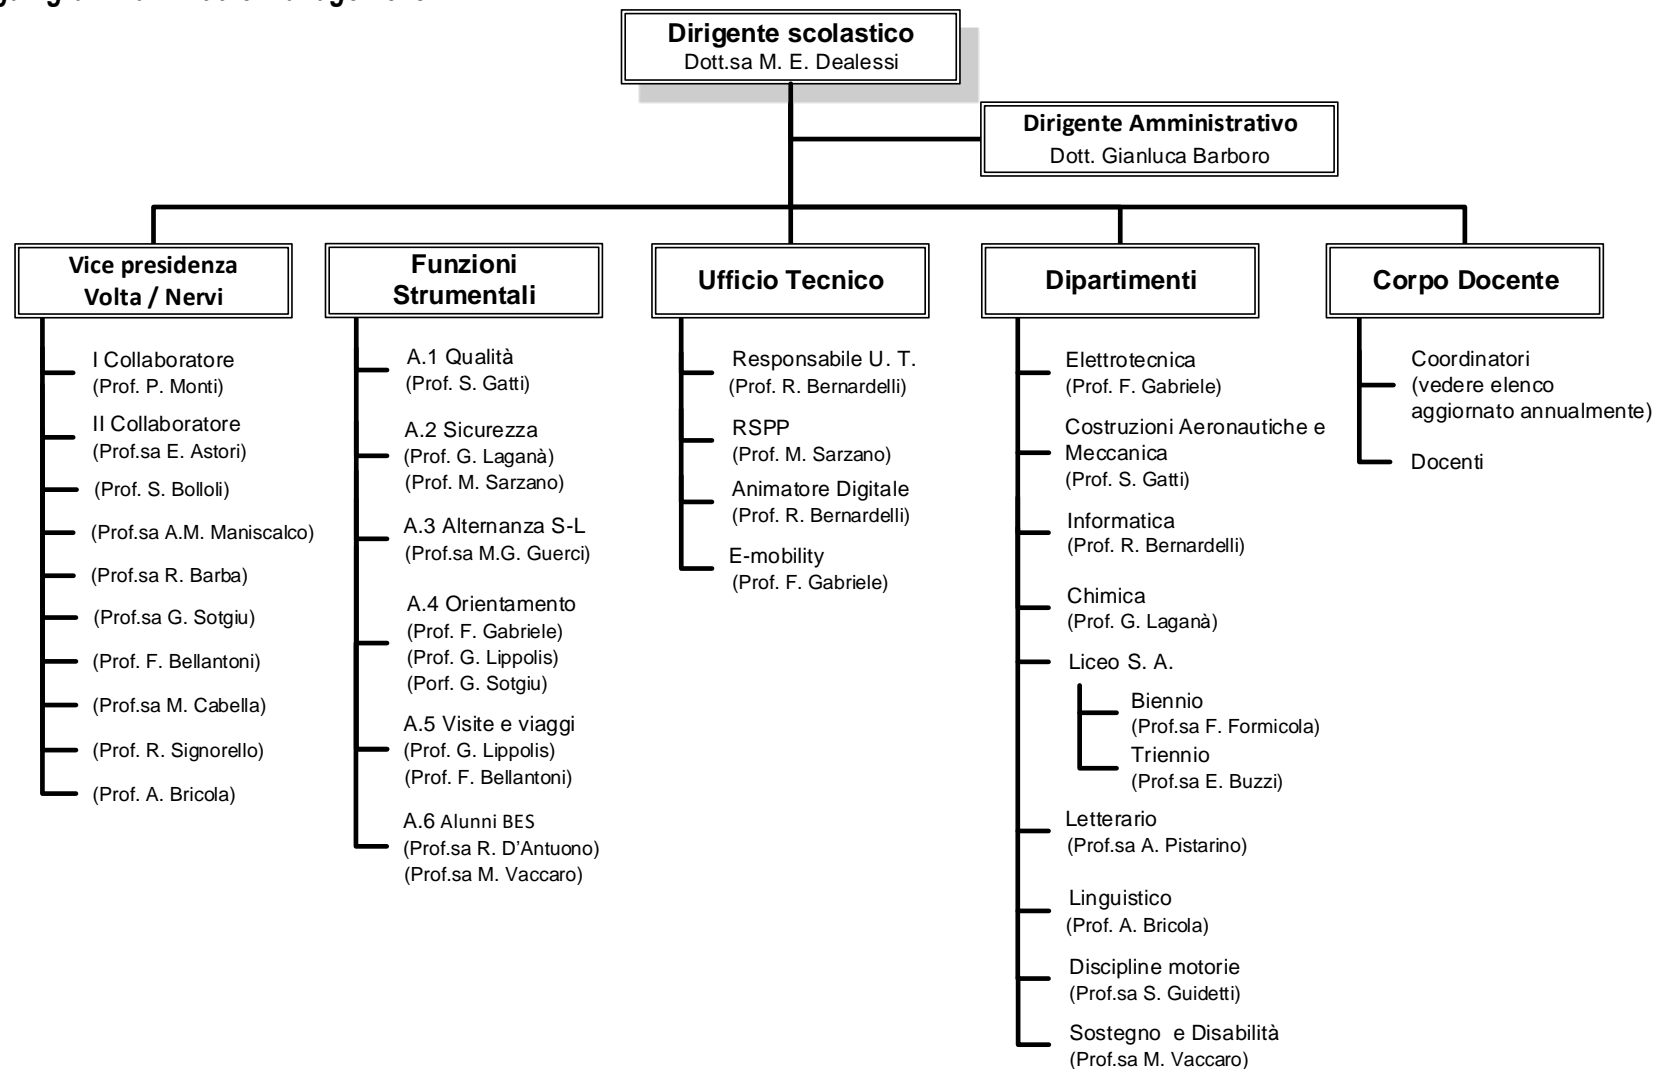 Dirigente scolastico
Dott.sa M. E. Dealessi
Dirigente Amministrativo
Dott. Gianluca Barboro
Vice presidenza
Volta / Nervi
I Collaboratore
(Prof. P. Monti)
II Collaboratore
(Prof.sa E. Astori)
(Prof. S. Bolloli)
(Prof.sa A.M. Maniscalco)
(Prof.sa R. Barba)
(Prof.sa G. Sotgiu)
(Prof. F. Bellantoni)
(Prof.sa M. Cabella)
(Prof. R. Signorello)
(Prof. A. Bricola)
Funzioni
Strumentali
A.1 Qualità
(Prof. S. Gatti)
A.2 Sicurezza
(Prof. G. Laganà)
(Prof. M. Sarzano)
A.3 Alternanza S-L
(Prof.sa M.G. Guerci)
A.4 Orientamento
(Prof. F. Gabriele)
(Prof. G. Lippolis)
(Porf. G. Sotgiu)
A.5 Visite e viaggi
(Prof. G. Lippolis)
(Prof. F. Bellantoni)
A.6 Alunni BES
(Prof.sa R. D’Antuono)
(Prof.sa M. Vaccaro)
Ufficio Tecnico
Responsabile U. T.
(Prof. R. Bernardelli)
RSPP
(Prof. M. Sarzano)
Animatore Digitale
(Prof. R. Bernardelli)
E-mobility
(Prof. F. Gabriele)
Dipartimenti
Elettrotecnica
(Prof. F. Gabriele)
Costruzioni Aeronautiche e
Meccanica
(Prof. S. Gatti)
Informatica
(Prof. R. Bernardelli)
Chimica
(Prof. G. Laganà)
Liceo S. A.
Biennio
(Prof.sa F. Formicola)
Triennio
(Prof.sa E. Buzzi)
Letterario
(Prof.sa A. Pistarino)
Linguistico
(Prof. A. Bricola)
Discipline motorie
(Prof.sa S. Guidetti)
Sostegno e Disabilità
(Prof.sa M. Vaccaro)
Corpo Docente
Coordinatori
(vedere elenco
aggiornato annualmente)
Docenti